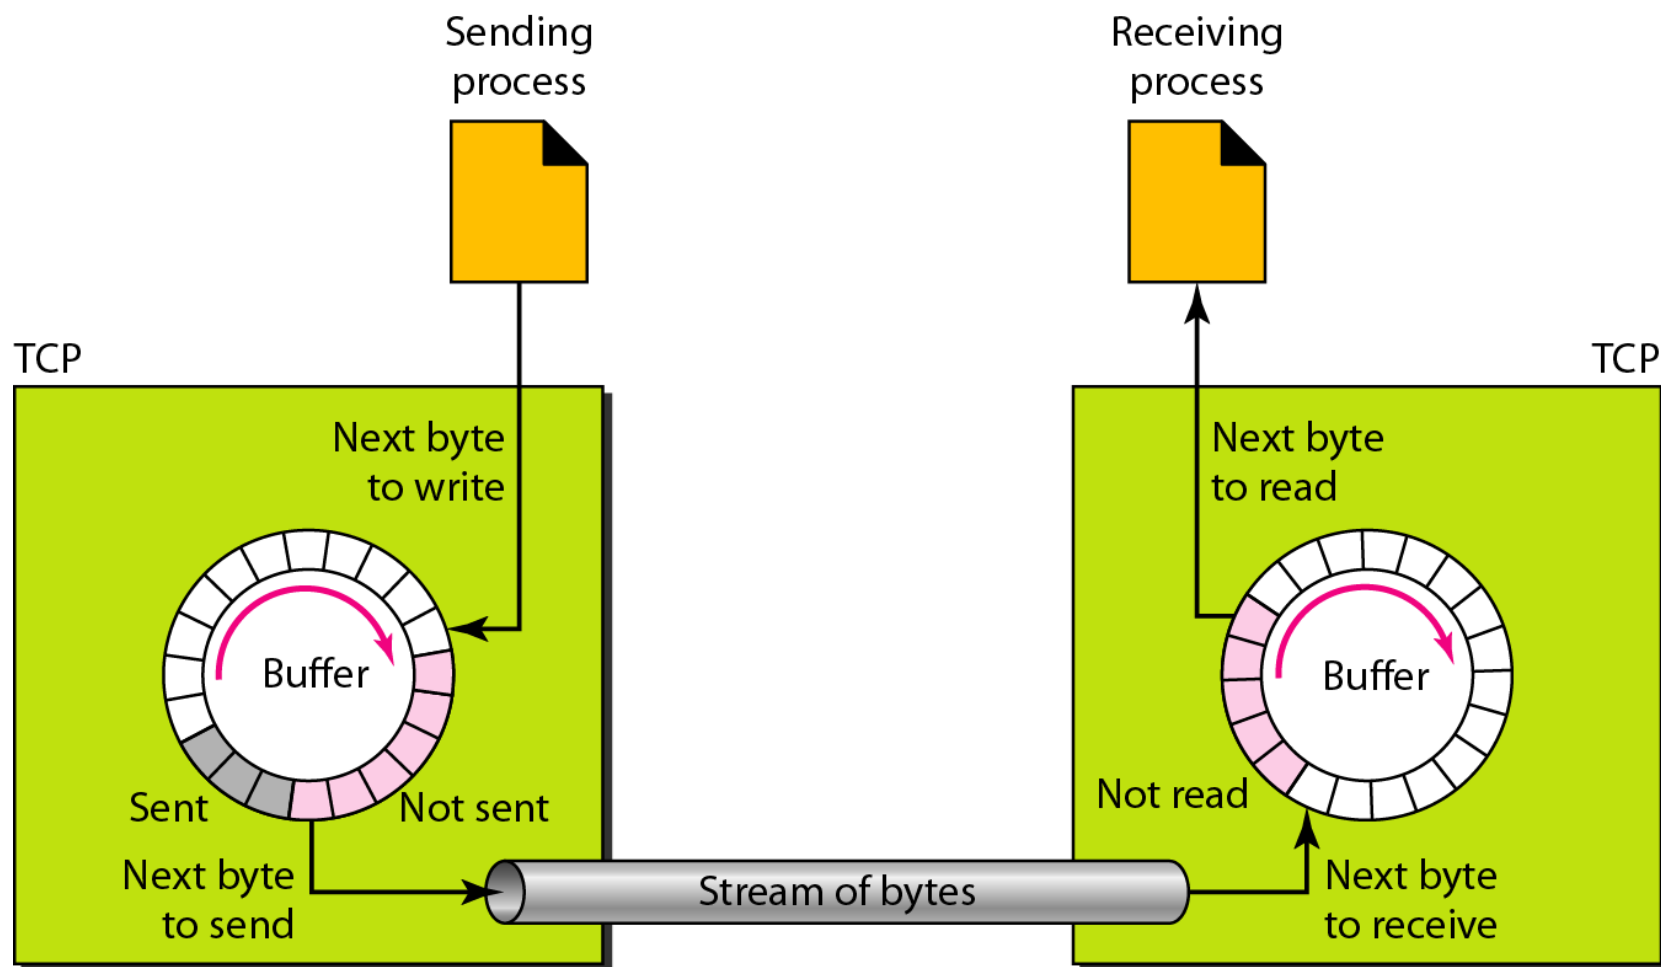 Sending
process
Receiving
process
TCP
TCP
Next byte
to write
Next byte
to read
Buffer
Buffer
Sent
Not sent
Not read
Next byte
to send
Stream of bytes
Next byte
to receive